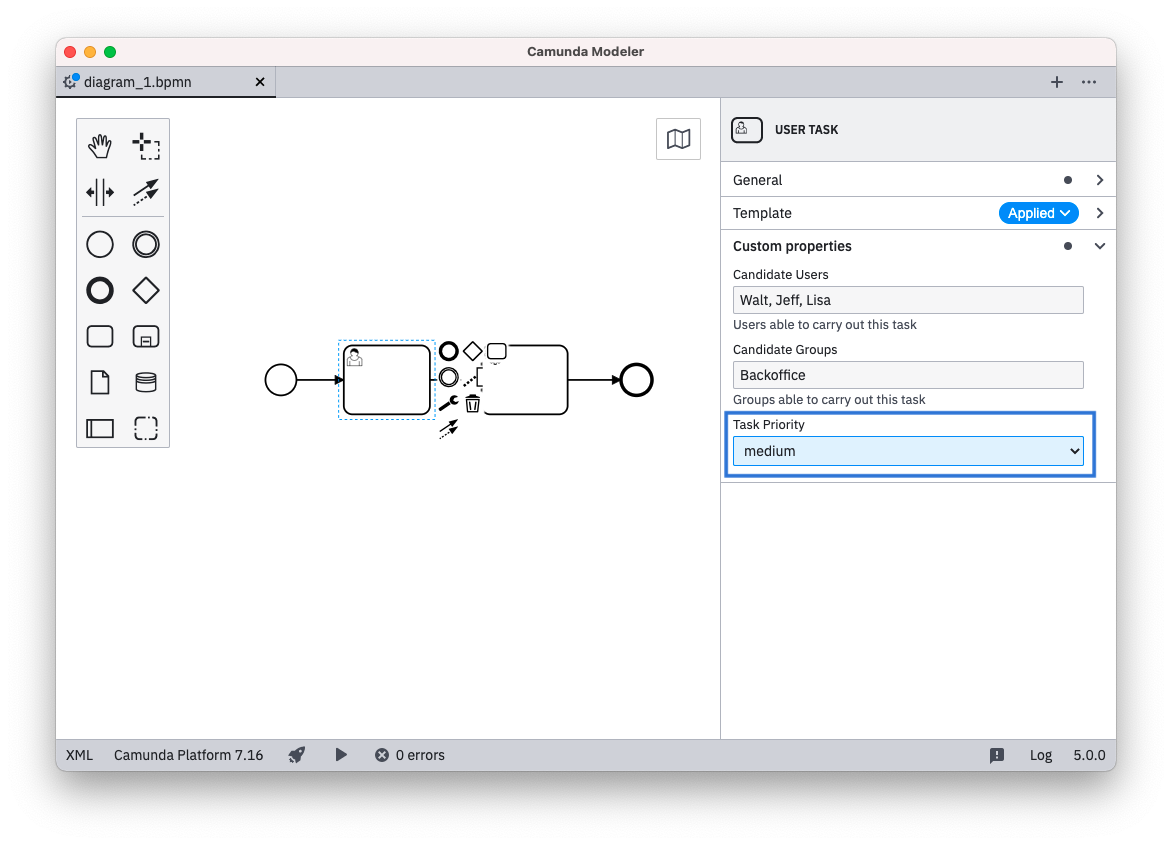 Camunda Modeler
diagram_1.bpmn
USER TASK
General
Template
Applied
Custom properties
Candidate Users
Walt, Jeff, Lisa
Users able to carry out this task
Candidate Groups
Backoffice
Groups able to carry out this task
Task Priority
medium
XML Camunda Platform 7.16 0 errors Log 5.0.0